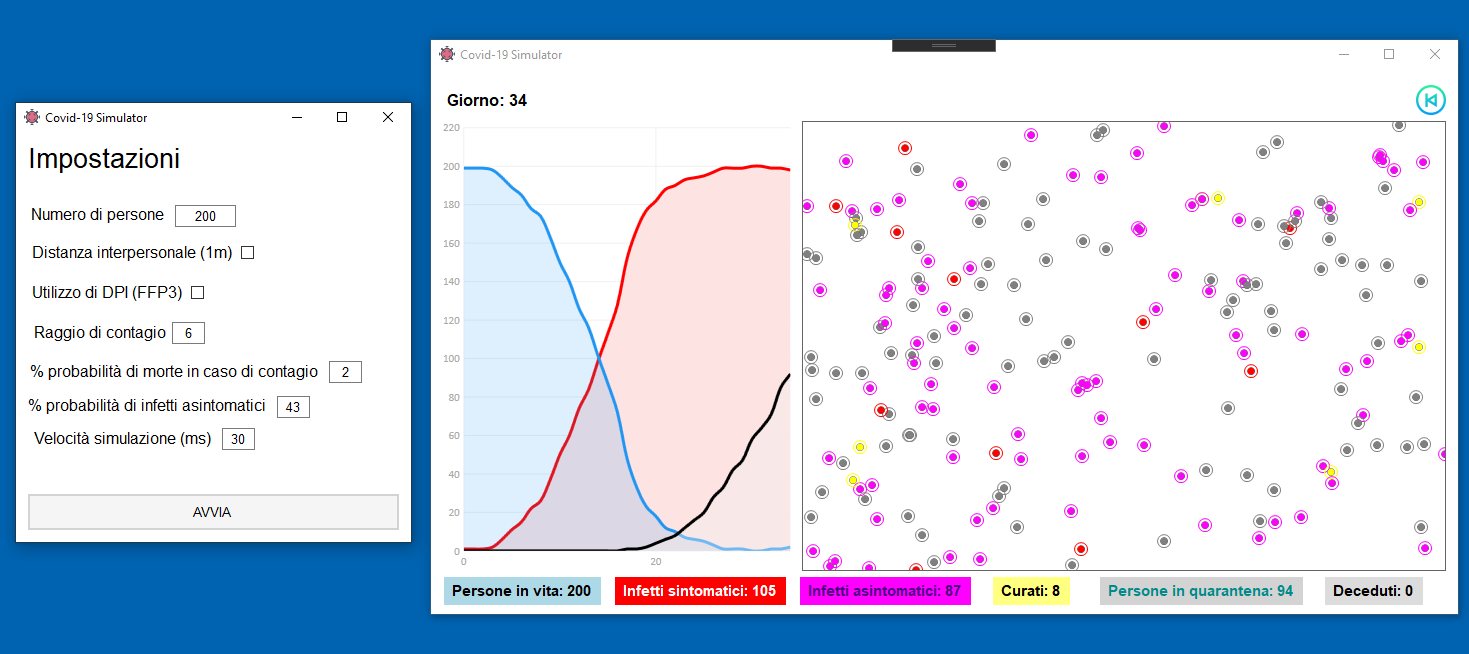 Covid-19 Simulator
Impostazioni
Numero di persone 200
Distanza interpersonale (1m)
Utilizzo di DPI (FFP3)
Raggio di contagio 6
% probabilità di morte in caso di contagio 2
% probabilità di infetti asintomatici 43
Velocità simulazione (ms) 30
AVVIA
Covid-19 Simulator
Giorno: 34
220
200
180
160
140
120
100
80
60
40
20
0
0 20
Persone in vita: 200 Infetti sintomatici: 105 Infetti asintomatici: 87 Curati: 8 Persone in quarantena: 94 Deceduti: 0